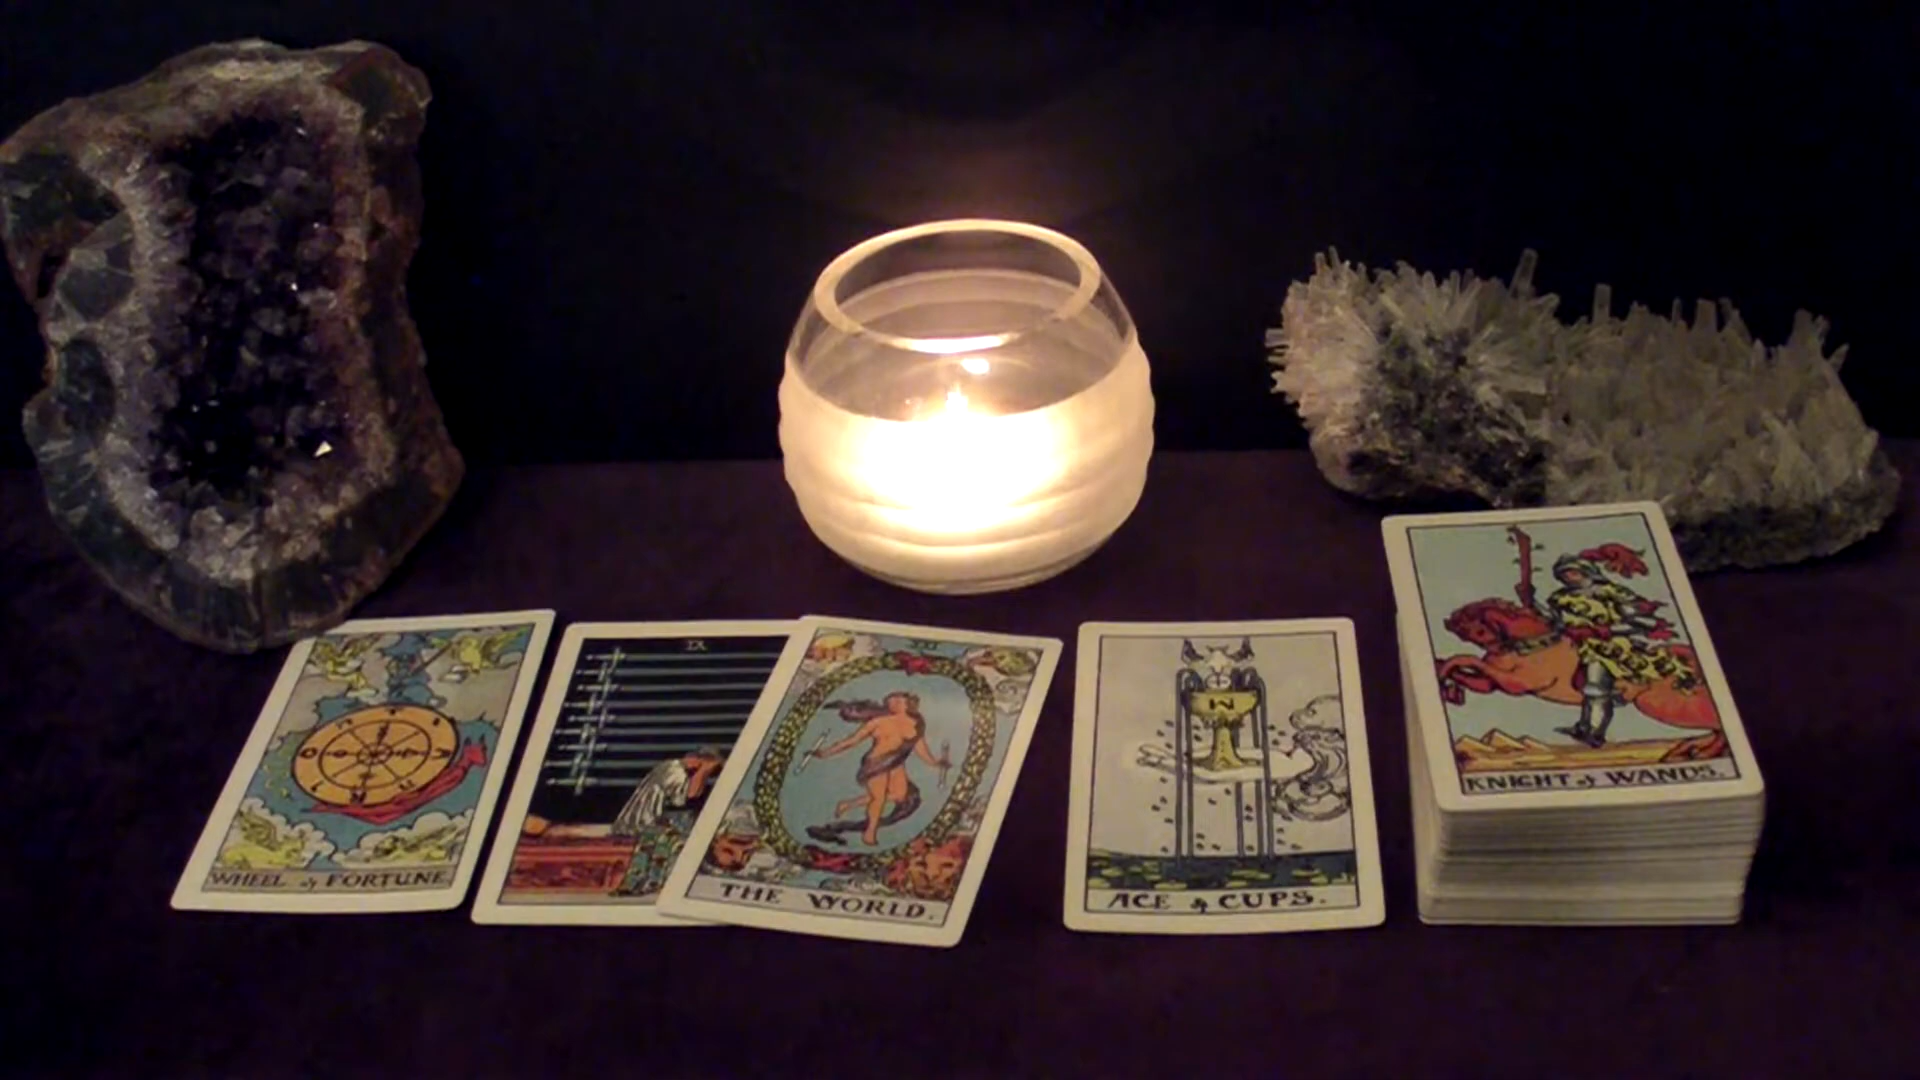 WHEEL of FORTUNE.
IX
THE WORLD.
ACE of CUPS.
KNIGHT of WANDS.